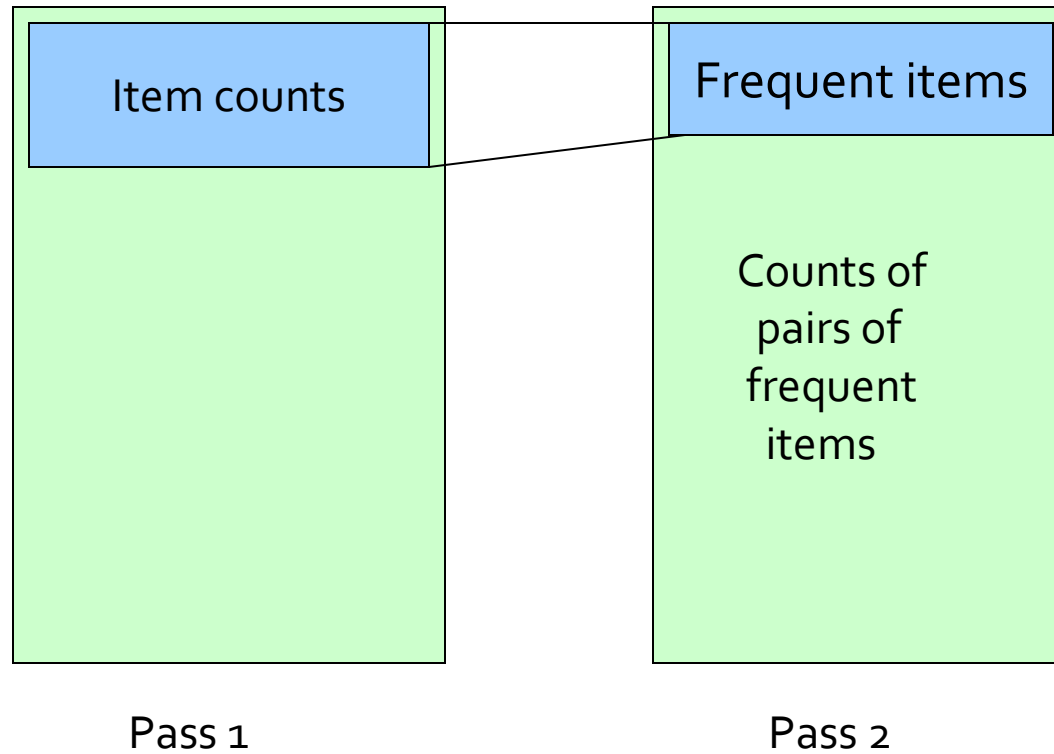 Item counts
Frequent items
Counts of
pairs of
frequent
items
Pass 1
Pass 2